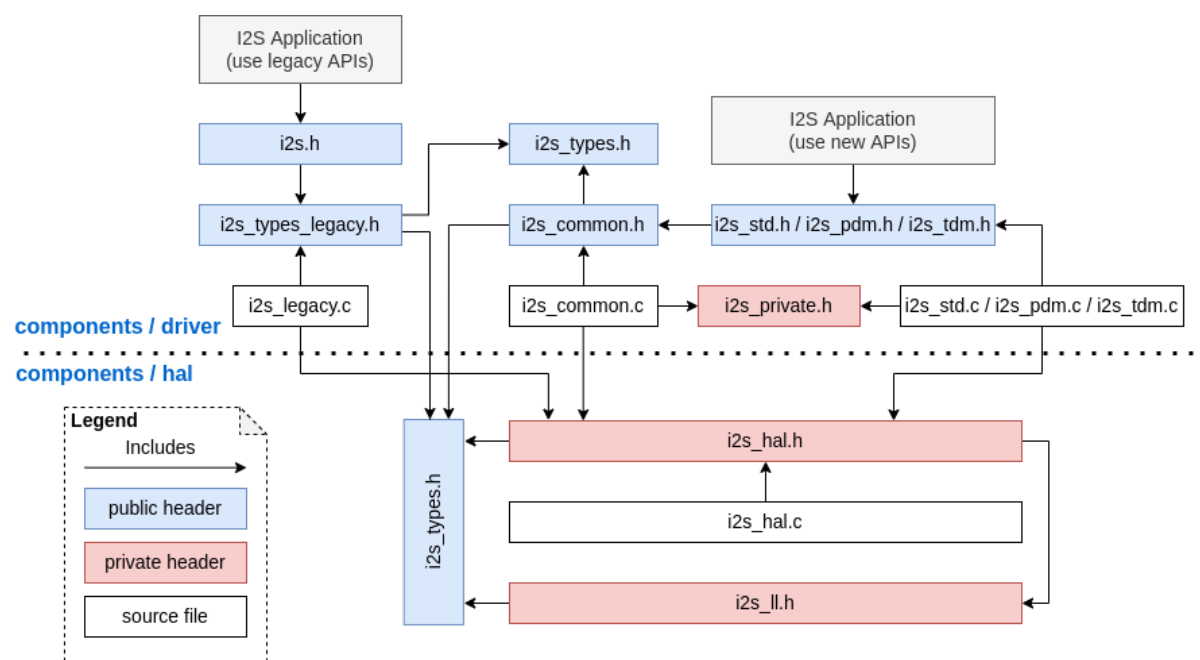 I2S Application
(use legacy APIs)
i2s.h
i2s_types.h
I2S Application
(use new APIs)
i2s_types_legacy.h
i2s_common.h
i2s_std.h / i2s_pdm.h / i2s_tdm.h
i2s_legacy.c
i2s_common.c
i2s_private.h
i2s_std.c / i2s_pdm.c / i2s_tdm.c
components / driver
components / hal
Legend
Includes
public header
private header
source file
i2s_types.h
i2s_hal.h
i2s_hal.c
i2s_ll.h